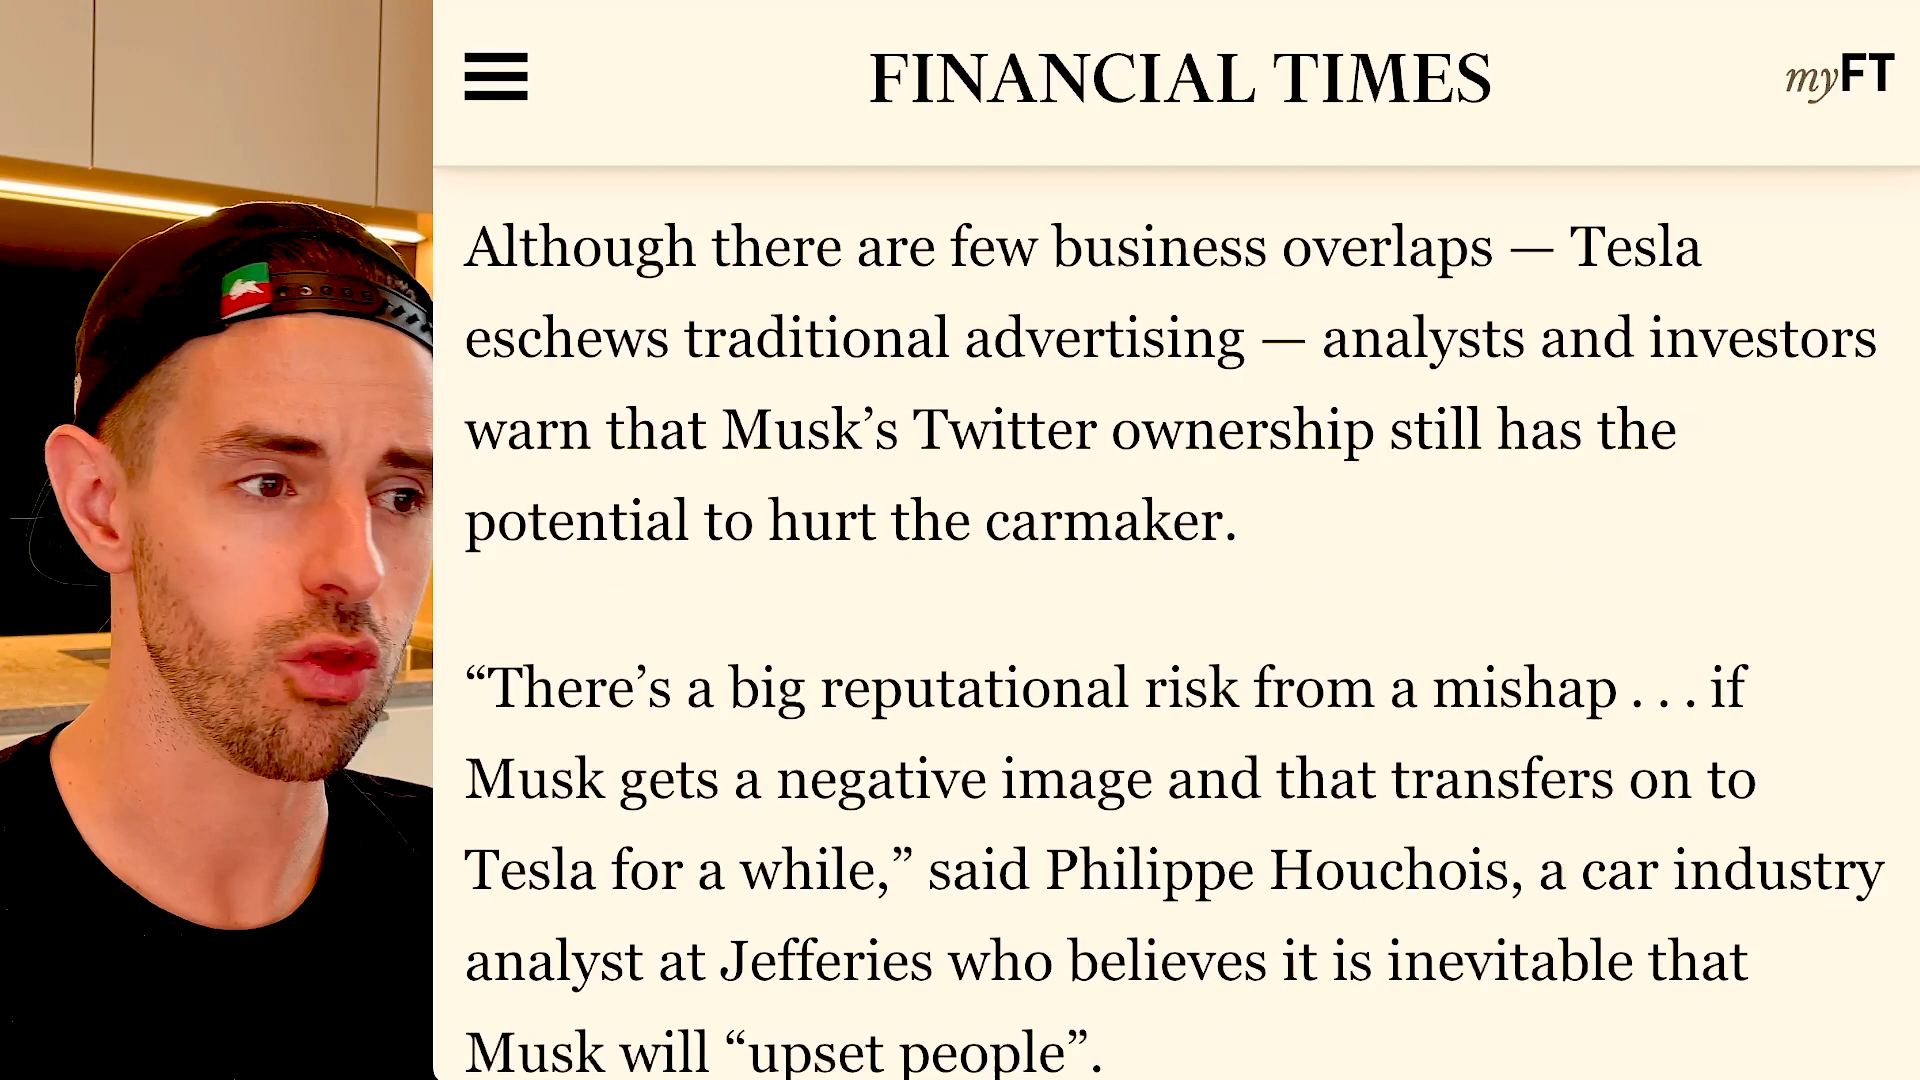 FINANCIAL TIMES
myFT
Although there are few business overlaps — Tesla
eschews traditional advertising — analysts and investors
warn that Musk’s Twitter ownership still has the
potential to hurt the carmaker.
“There’s a big reputational risk from a mishap . . . if
Musk gets a negative image and that transfers on to
Tesla for a while,” said Philippe Houchois, a car industry
analyst at Jefferies who believes it is inevitable that
Musk will “upset people”.